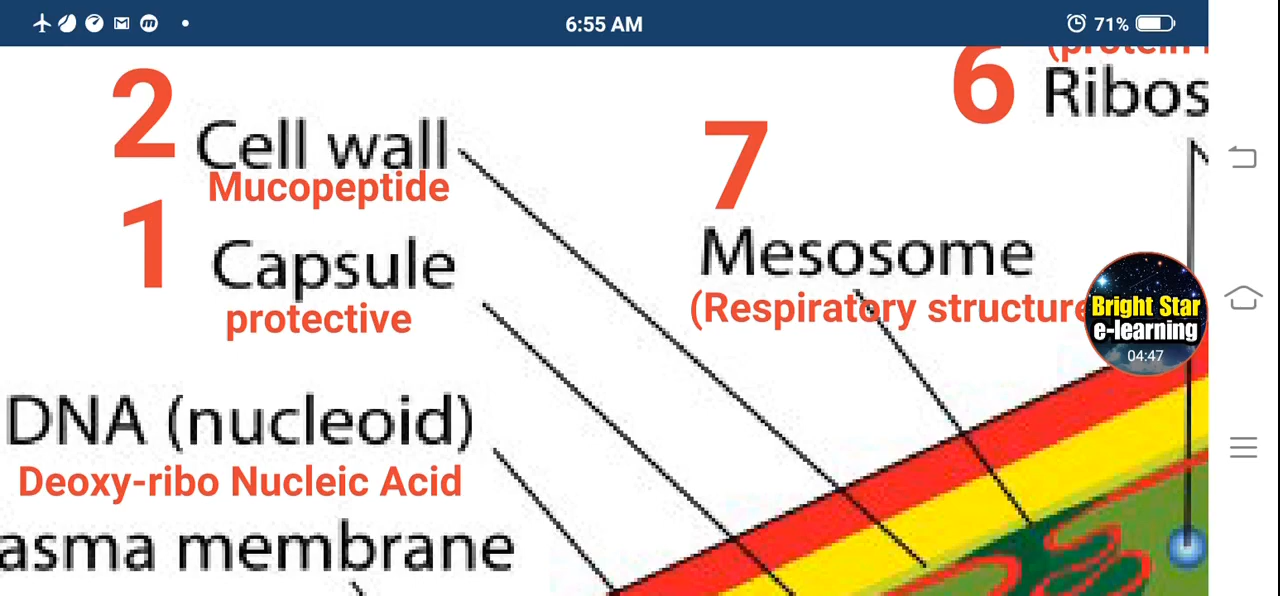 6:55 AM
71%
(protein
6 Ribos
2 Cell wall
Mucopeptide
1 Capsule
protective
7
Mesosome
(Respiratory structure
Bright Star
e-learning
04:47
DNA (nucleoid)
Deoxy-ribo Nucleic Acid
asma membrane